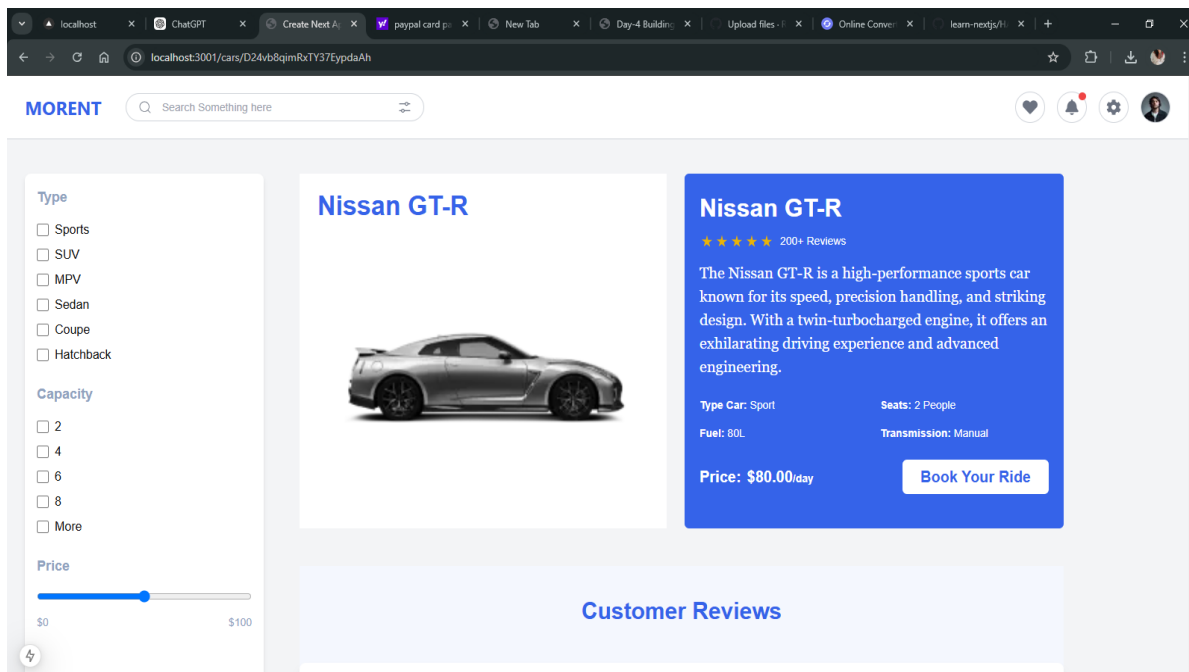 localhost
ChatGPT
Create Next Ap
paypal card pa
New Tab
Day-4 Building
Upload files
Online Conver
learn-nextjs/H
localhost:3001/cars/D24vb8qimRxTY37EypdaAh
MORENT
Search Something here
Type
Sports
SUV
MPV
Sedan
Coupe
Hatchback
Capacity
2
4
6
8
More
Price
$0 $100
Nissan GT-R
Nissan GT-R
200+ Reviews
The Nissan GT-R is a high-performance sports car
known for its speed, precision handling, and striking
design. With a twin-turbocharged engine, it offers an
exhilarating driving experience and advanced
engineering.
Type Car: Sport Seats: 2 People
Fuel: 80L Transmission: Manual
Price: $80.00/day Book Your Ride
Customer Reviews